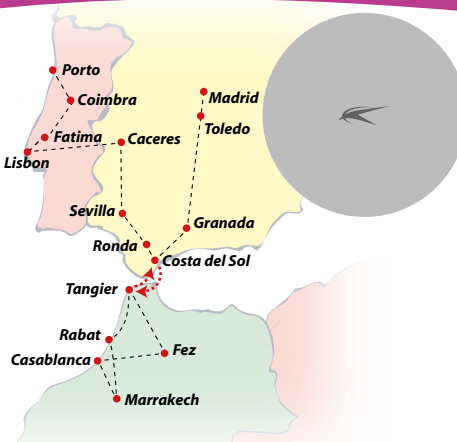 Porto
Coimbra
Madrid
Toledo
Fatima
Caceres
Lisbon
Sevilla
Granada
Ronda
Costa del Sol
Tangier
Rabat
Fez
Casablanca
Marrakech